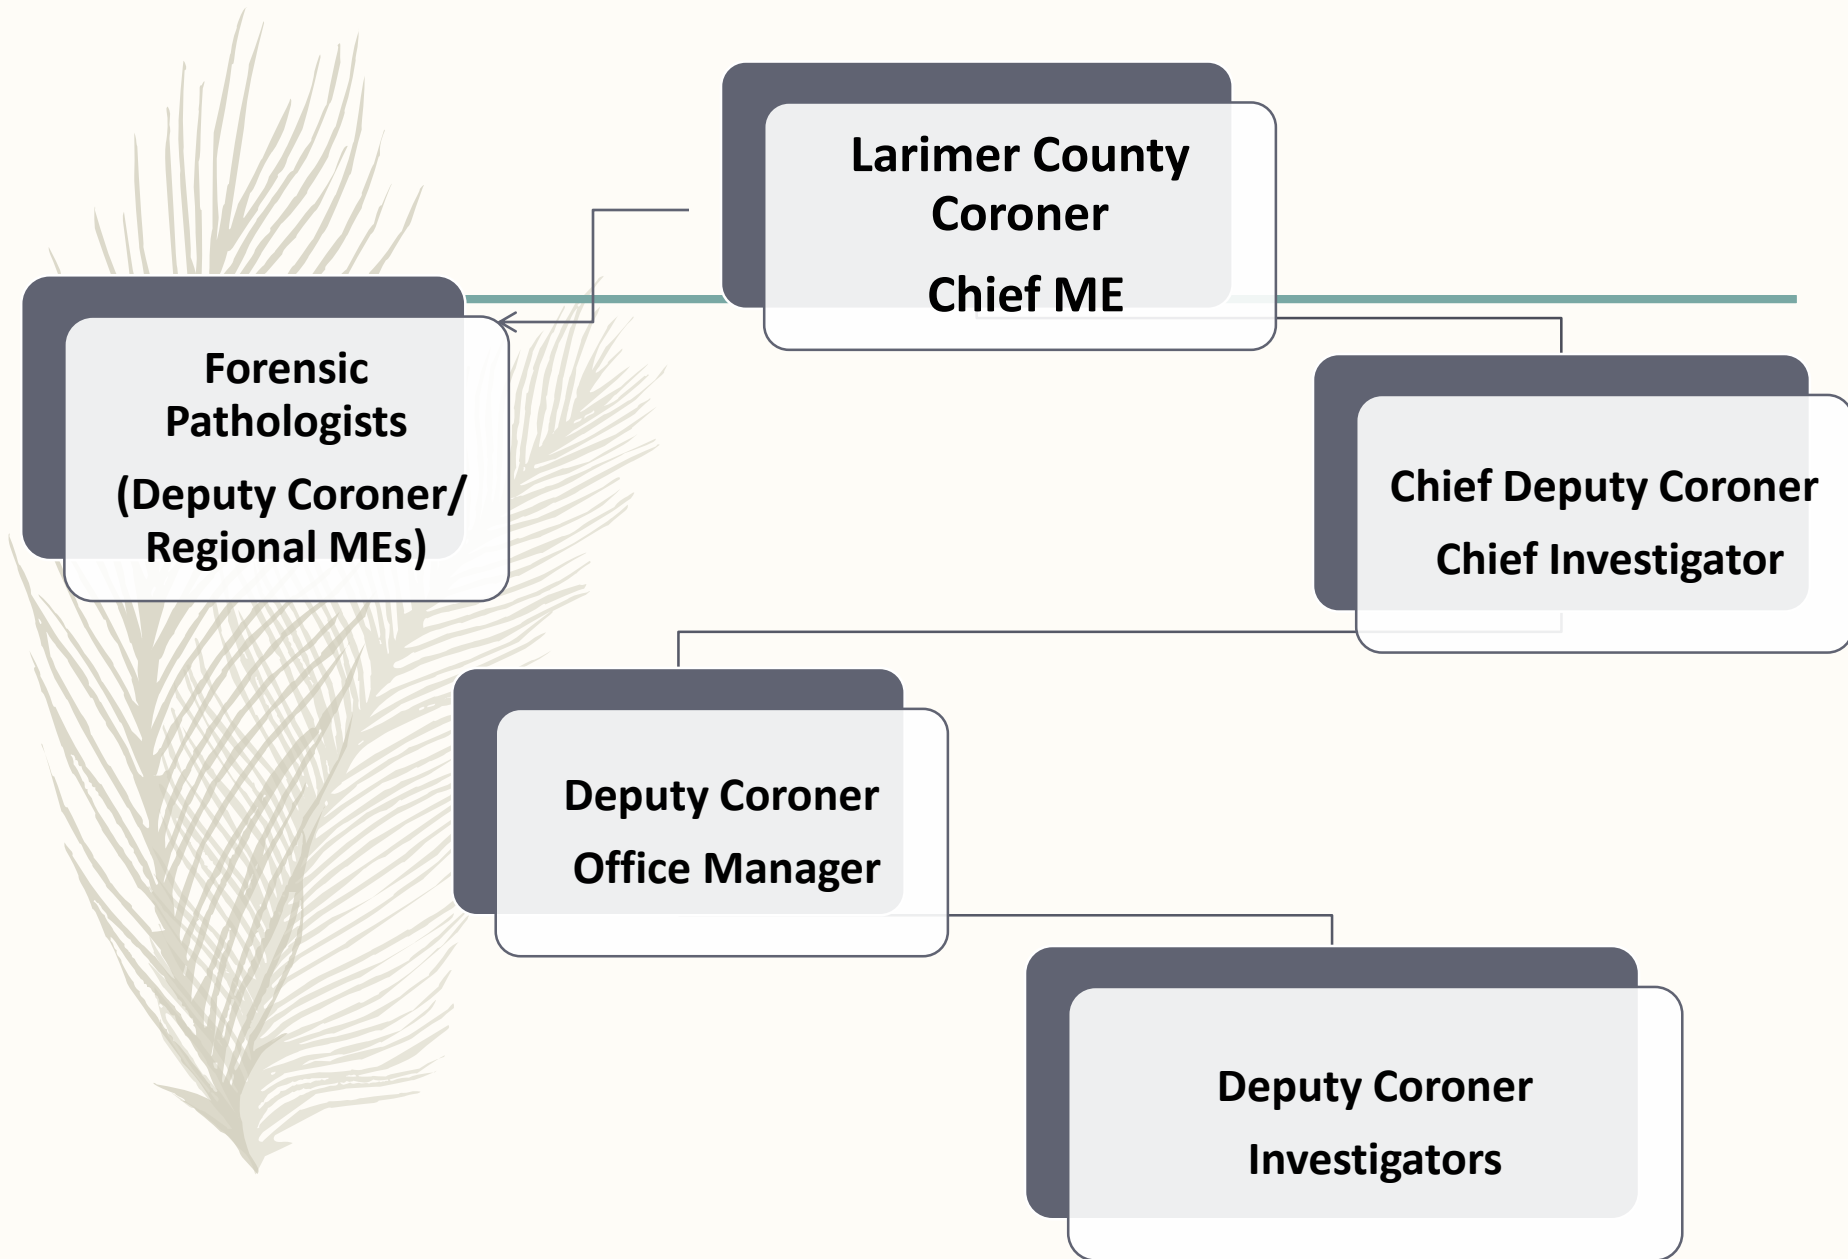 Larimer County
Coroner
Chief ME
Forensic
Pathologists
(Deputy Coroner/
Regional MEs)
Chief Deputy Coroner
Chief Investigator
Deputy Coroner
Office Manager
Deputy Coroner
Investigators